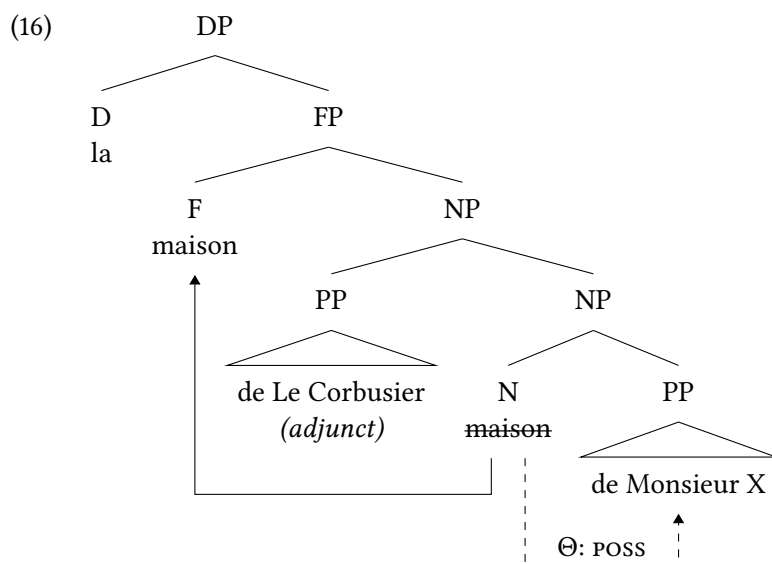 (16) DP
D FP
la
F NP
maison
PP NP
de Le Corbusier N PP
(adjunct) maison
de Monsieur X
Θ: POSS